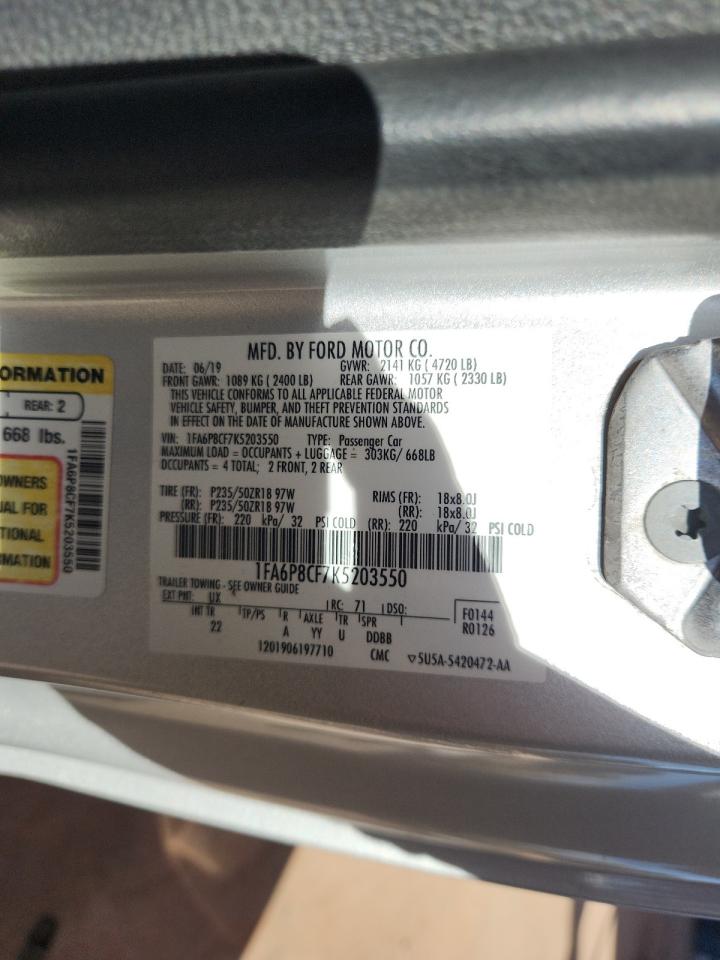 MFD. BY FORD MOTOR CO.
DATE: 06/19 GVWR: 2141 KG ( 4720 LB)
FRONT GAWR: 1089 KG ( 2400 LB) REAR GAWR: 1057 KG ( 2330 LB)
THIS VEHICLE CONFORMS TO ALL APPLICABLE FEDERAL MOTOR
VEHICLE SAFETY, BUMPER, AND THEFT PREVENTION STANDARDS
IN EFFECT ON THE DATE OF MANUFACTURE SHOWN ABOVE.
VIN: 1FA6P8CF7K5203550 TYPE: Passenger Car
MAXIMUM LOAD = OCCUPANTS + LUGGAGE = 303KG/ 668LB
OCCUPANTS = 4 TOTAL; 2 FRONT, 2 REAR
TIRE (FR): P235/50ZR18 97W RIMS (FR): 18x8.0J
(RR): P235/50ZR18 97W (RR): 18x8.0J
PRESSURE (FR): 220 kPa/ 32 PSI COLD (RR): 220 kPa/ 32 PSI COLD
1FA6P8CF7K5203550
TRAILER TOWING - SEE OWNER GUIDE
EXT PNT: UX RC: 71 DSO: F0144
INT TR TP/PS R AXLE TR SPR R0126
22 A YY U DDBB
1201906197710 CMC ▽5U5A-5420472-AA
ORMATION
REAR: 2
668 lbs.
OWNERS
UAL FOR
TIONAL
RMATION
1FA6P8CF7K5203550